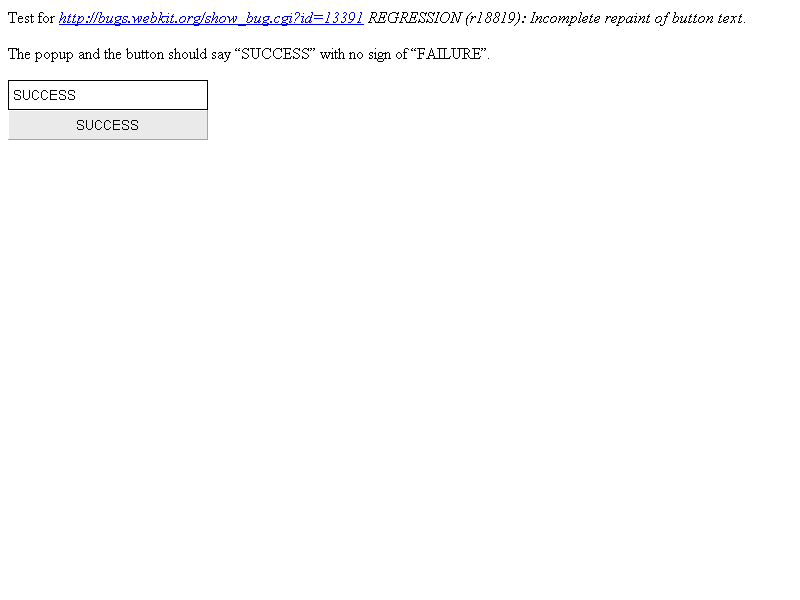 Test for http://bugs.webkit.org/show_bug.cgi?id=13391 REGRESSION (r18819): Incomplete repaint of button text.
The popup and the button should say “SUCCESS” with no sign of “FAILURE”.
SUCCESS
SUCCESS